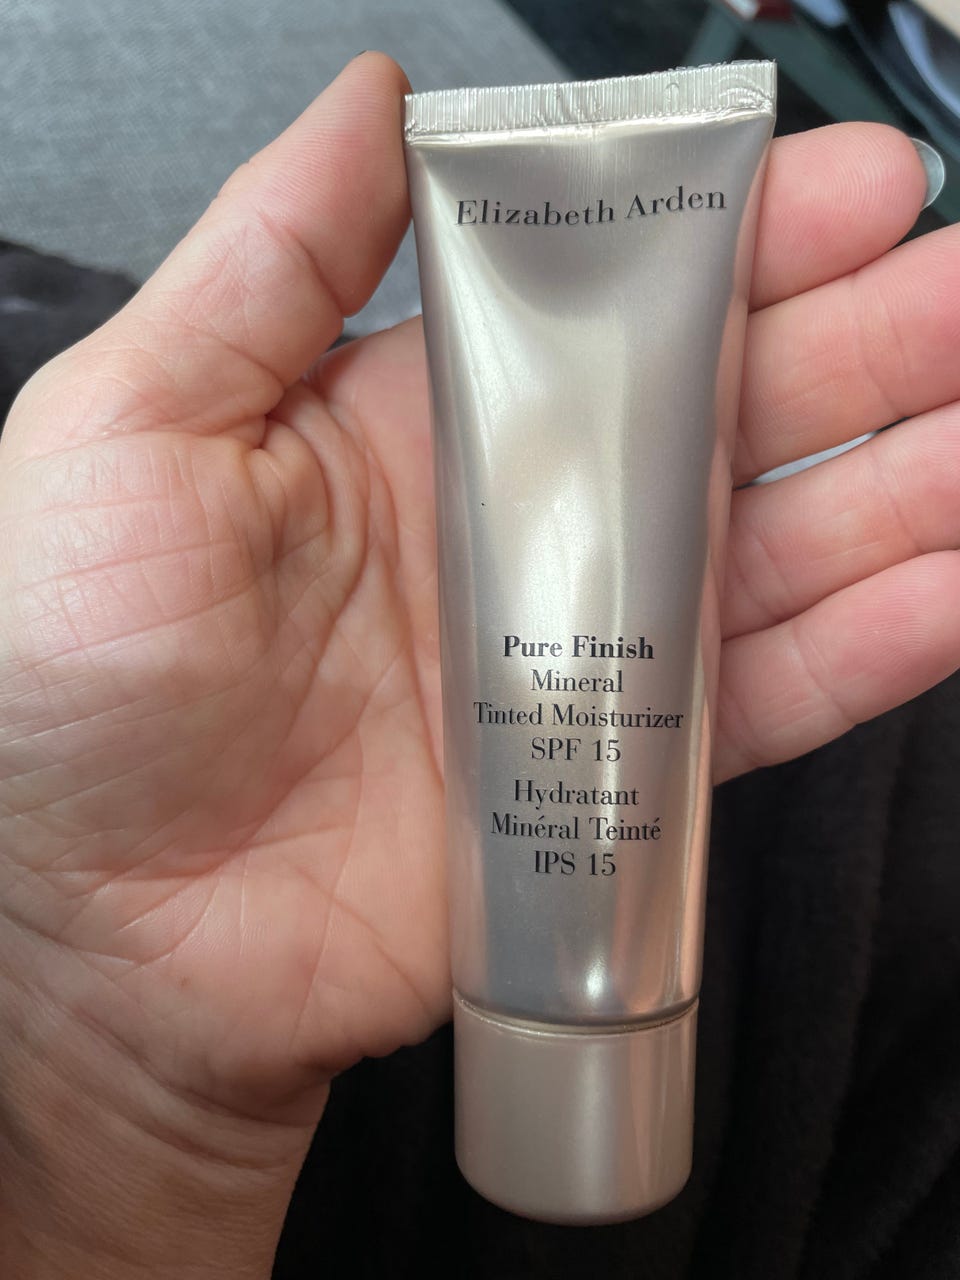 Elizabeth Arden
Pure Finish
Mineral
Tinted Moisturizer
SPF 15
Hydratant
Minéral Teinté
IPS 15